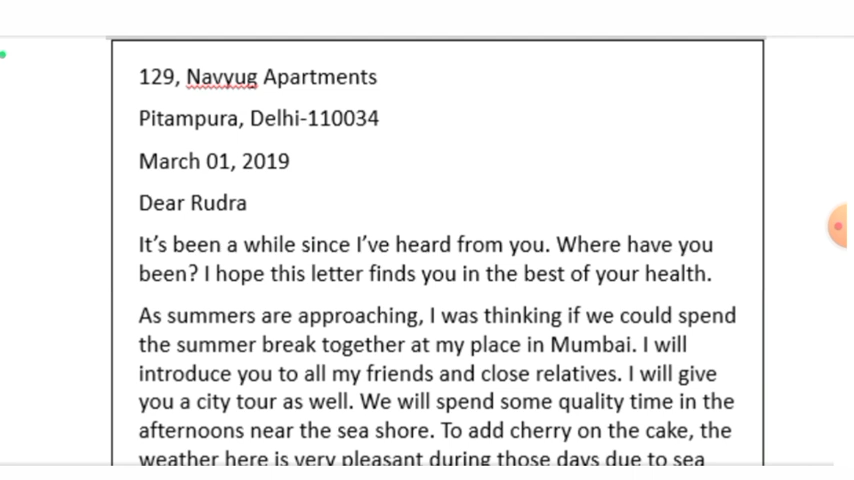 129, Navyug Apartments
Pitampura, Delhi-110034
March 01, 2019
Dear Rudra
It's been a while since I've heard from you. Where have you
been? I hope this letter finds you in the best of your health.
As summers are approaching, I was thinking if we could spend
the summer break together at my place in Mumbai. I will
introduce you to all my friends and close relatives. I will give
you a city tour as well. We will spend some quality time in the
afternoons near the sea shore. To add cherry on the cake, the
weather here is very pleasant during those days due to sea